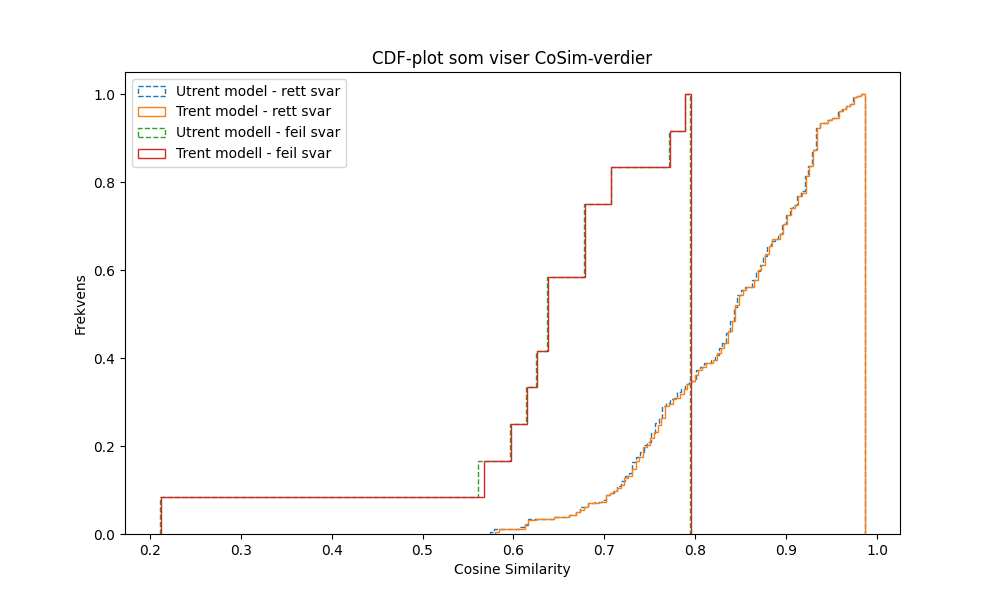 CDF-plot som viser CoSim-verdier
Utrent model - rett svar
Trent model - rett svar
Utrent modell - feil svar
Trent modell - feil svar
1.0
0.8
0.6
0.4
0.2
0.0
Frekvens
0.2 0.3 0.4 0.5 0.6 0.7 0.8 0.9 1.0
Cosine Similarity